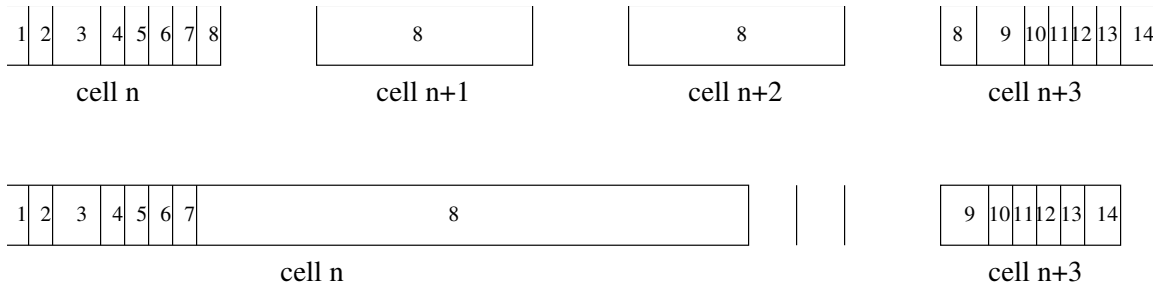 1 2 3 4 5 6 7 8 8 8 8 9 10 11 12 13 14
cell n cell n+1 cell n+2 cell n+3
1 2 3 4 5 6 7 8 9 10 11 12 13 14
cell n cell n+3